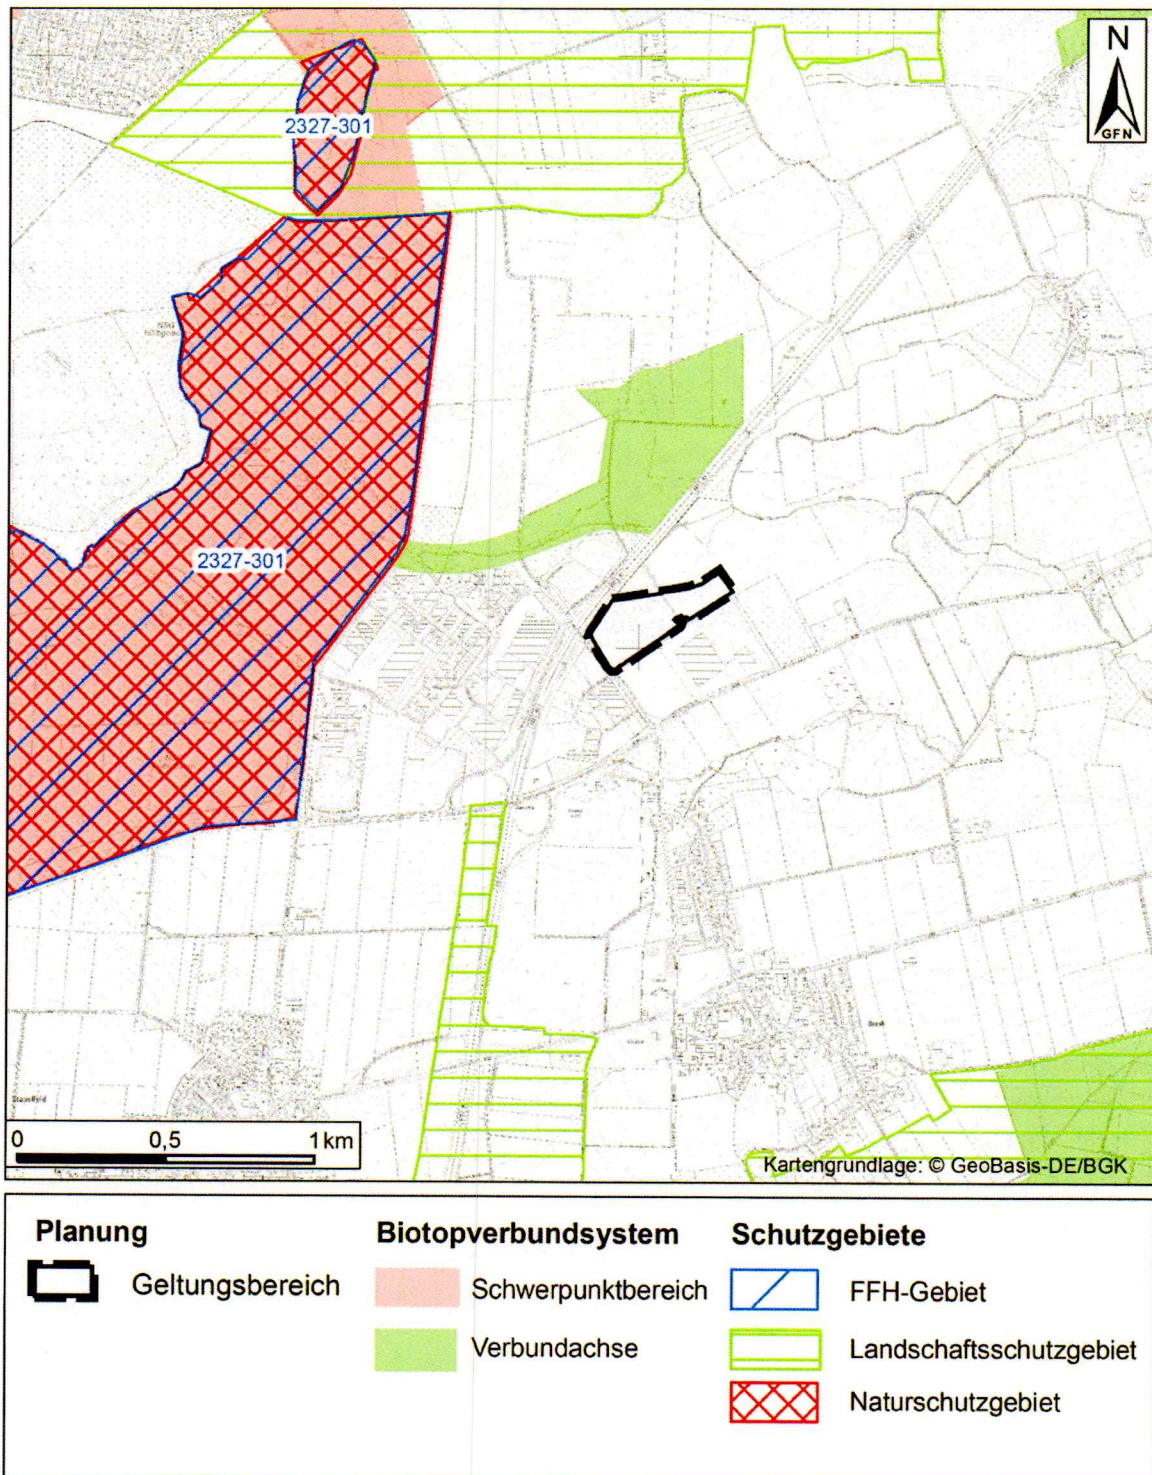 N
GFN
2327-301
NSG
2327-301
0 0,5 1 km
Kartengrundlage: © GeoBasis-DE/BGK
Planung
Geltungsbereich
Biotopverbundsystem
Schwerpunktbereich
Verbundachse
Schutzgebiete
FFH-Gebiet
Landschaftsschutzgebiet
Naturschutzgebiet